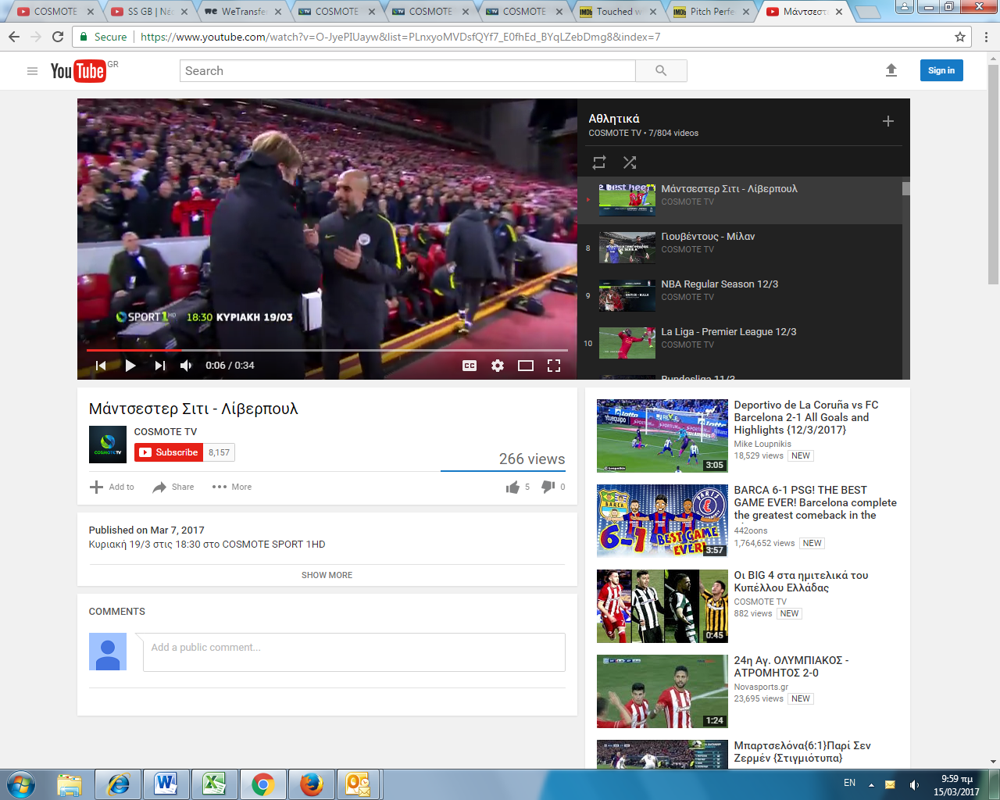 COSMOTE
SS GB | Νέο
WeTransfer
COSMOTE
COSMOTE
COSMOTE
Touched w
Pitch Perfe
Μάντσεστ
Secure https://www.youtube.com/watch?v=O-JyePIUayw&list=PLnxyoMVDsfQYf7_E0fhEd_BYqLZebDmg8&index=7
YouTube GR
Search
Sign in
SPORT 1 HD 18:30 ΚΥΡΙΑΚΗ 19/03
0:06 / 0:34
CC
Αθλητικά
COSMOTE TV • 7/804 videos
Μάντσεστερ Σιτι - Λίβερπουλ
COSMOTE TV
8
Γιουβέντους - Μίλαν
COSMOTE TV
9
NBA Regular Season 12/3
COSMOTE TV
10
La Liga - Premier League 12/3
COSMOTE TV
Bundesliga 11/3
Μάντσεστερ Σιτι - Λίβερπουλ
COSMOTE TV
COSMOTE TV
Subscribe 8,157
266 views
Add to Share More 5 0
Published on Mar 7, 2017
Κυριακή 19/3 στις 18:30 στο COSMOTE SPORT 1HD
SHOW MORE
COMMENTS
Add a public comment...
3:05
Deportivo de La Coruña vs FC
Barcelona 2-1 All Goals and
Highlights {12/3/2017}
Mike Loupnikis
18,529 views NEW
BARCA
PARIS
6-1
BEST GAME
EVER!
3:57
BARCA 6-1 PSG! THE BEST
GAME EVER! Barcelona complete
the greatest comeback in the
442oons
1,764,652 views NEW
0:45
Οι BIG 4 στα ημιτελικά του
Κυπέλλου Ελλάδας
COSMOTE TV
882 views NEW
1:24
24η Αγ. ΟΛΥΜΠΙΑΚΟΣ -
ΑΤΡΟΜΗΤΟΣ 2-0
Novasports.gr
23,695 views NEW
Μπαρτσελόνα{6:1}Παρί Σεν
Ζερμέν {Στιγμιότυπα}
EN
9:59 πμ
15/03/2017